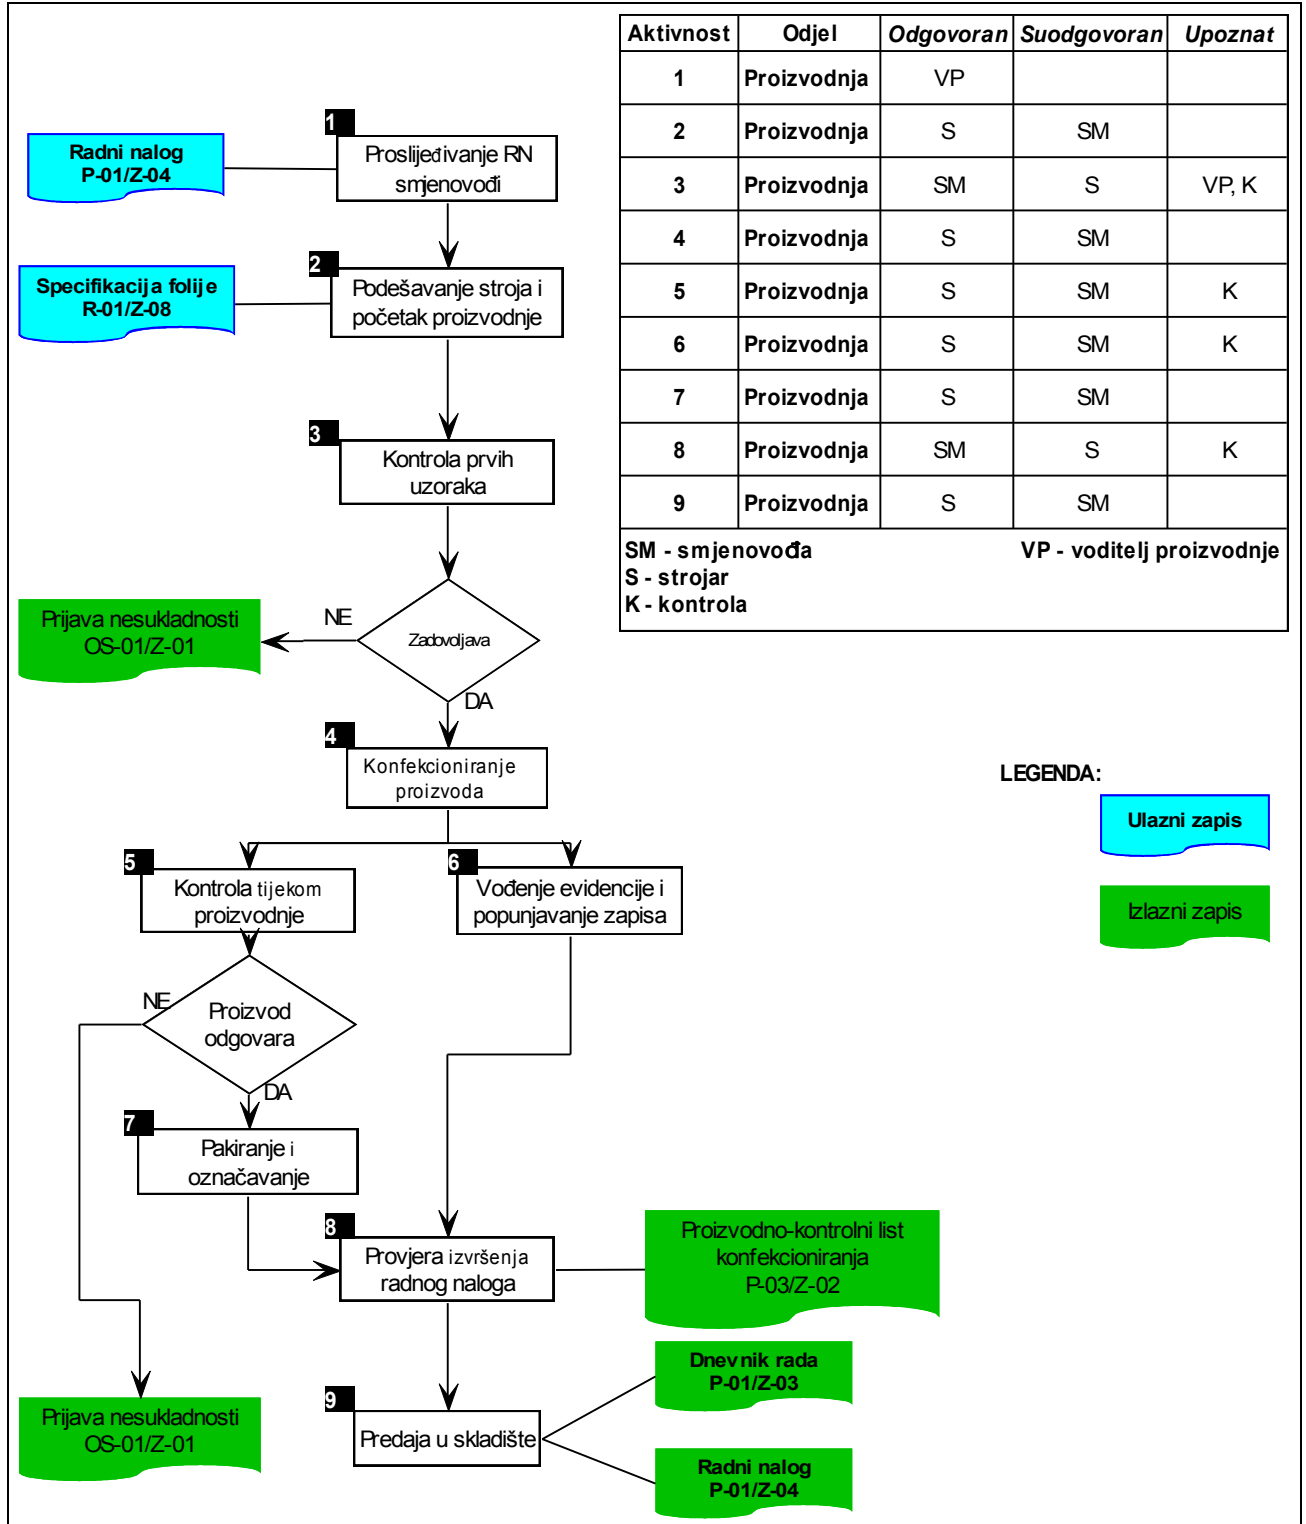 Aktivnost Odjel Odgovoran Suodgovoran Upoznat
1 Proizvodnja VP
2 Proizvodnja S SM
3 Proizvodnja SM S VP, K
4 Proizvodnja S SM
5 Proizvodnja S SM K
6 Proizvodnja S SM K
7 Proizvodnja S SM
8 Proizvodnja SM S K
9 Proizvodnja S SM
SM - smjenovođa VP - voditelj proizvodnje
S - strojar
K - kontrola
1
Radni nalog
P-01/Z-04
Proslijeđivanje RN
smjenovođi
2
Specifikacija folije
R-01/Z-08
Podešavanje stroja i
početak proizvodnje
3
Kontrola prvih
uzoraka
Prijava nesukladnosti
OS-01/Z-01
NE
Zadovoljava
DA
4
Konfekcioniranje
proizvoda
LEGENDA:
Ulazni zapis
Izlazni zapis
5
Kontrola tijekom
proizvodnje
6
Vođenje evidencije i
popunjavanje zapisa
NE
Proizvod
odgovara
DA
7
Pakiranje i
označavanje
8
Provjera izvršenja
radnog naloga
Proizvodno-kontrolni list
konfekcioniranja
P-03/Z-02
Prijava nesukladnosti
OS-01/Z-01
9
Predaja u skladište
Dnevnik rada
P-01/Z-03
Radni nalog
P-01/Z-04